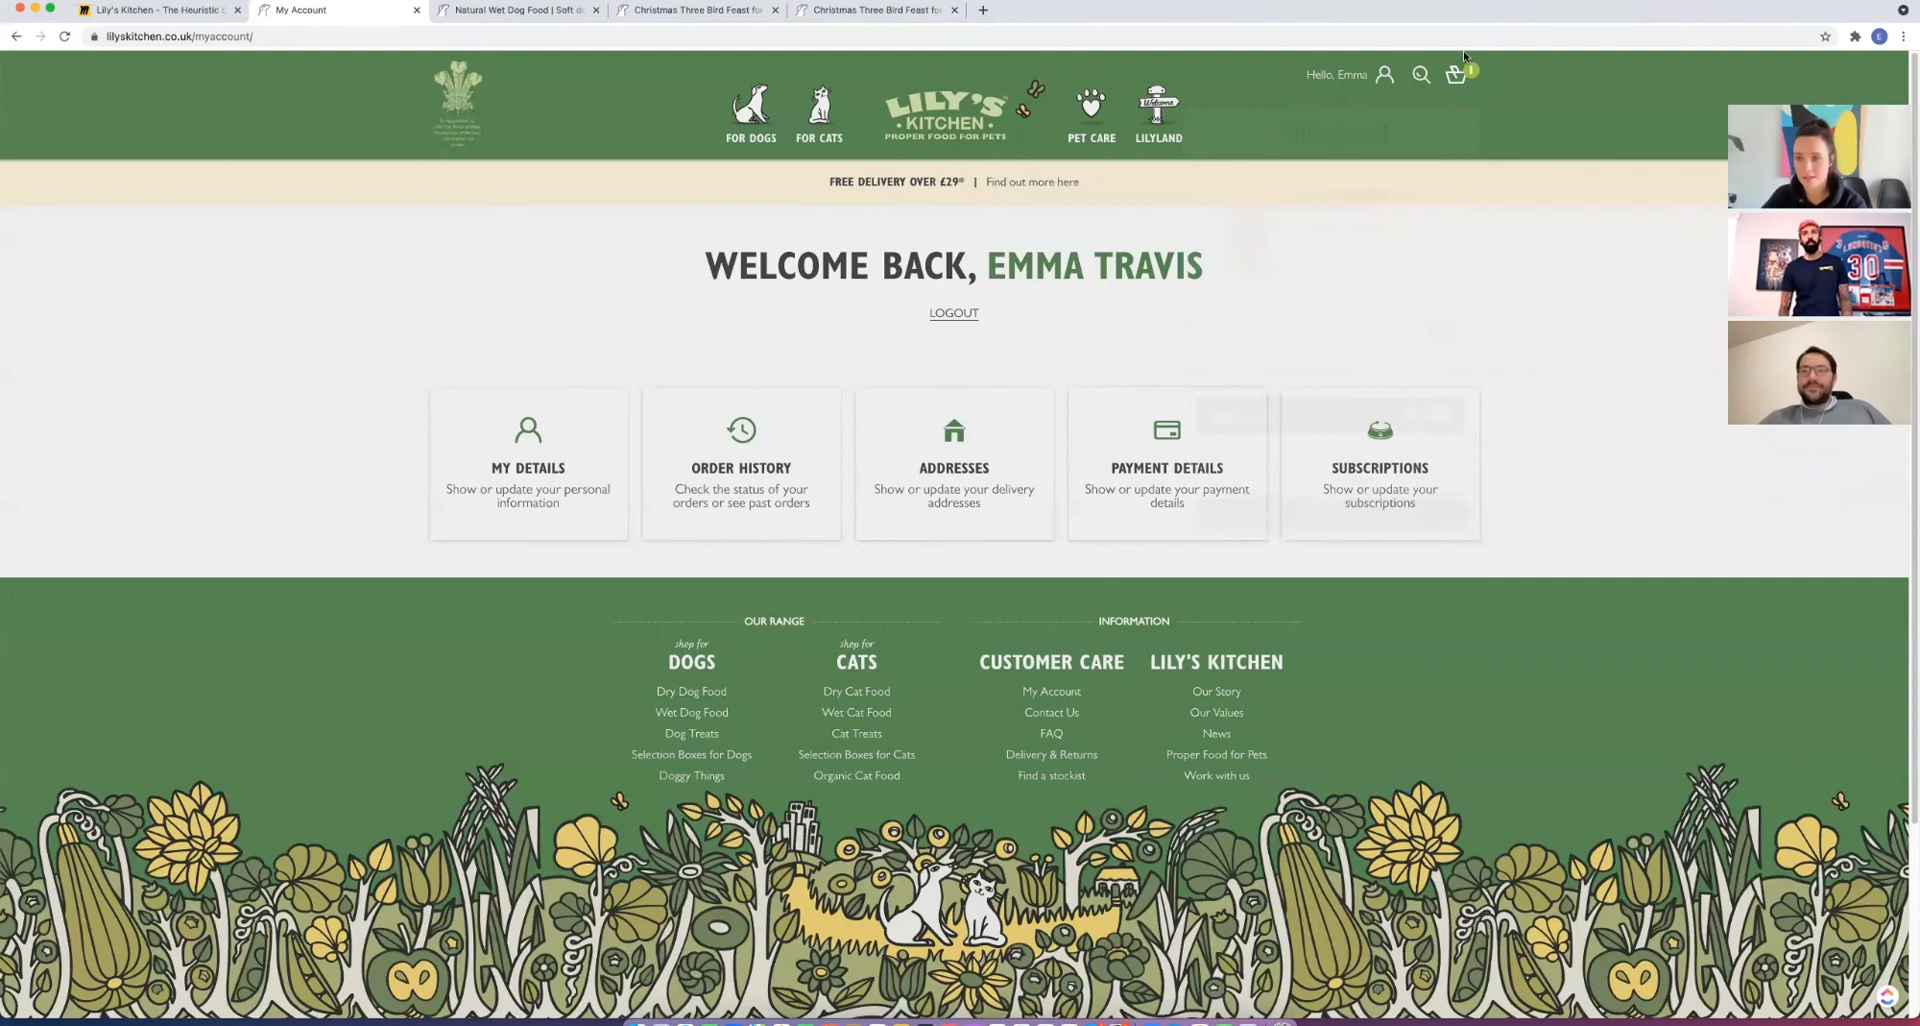 Lily's Kitchen - The Heuristic
My Account
Natural Wet Dog Food | Soft
Christmas Three Bird Feast for
Christmas Three Bird Feast for
lilyskitchen.co.uk/myaccount/
E
Hello, Emma
1
FOR DOGS
FOR CATS
LILY'S
KITCHEN
PROPER FOOD FOR PETS
Welcome
PET CARE
LILYLAND
FREE DELIVERY OVER £29* | Find out more here
WELCOME BACK, EMMA TRAVIS
LOGOUT
MY DETAILS
Show or update your personal
information
ORDER HISTORY
Check the status of your
orders or see past orders
ADDRESSES
Show or update your delivery
addresses
PAYMENT DETAILS
Show or update your payment
details
SUBSCRIPTIONS
Show or update your
subscriptions
30
OUR RANGE
shop for
DOGS
Dry Dog Food
Wet Dog Food
Dog Treats
Selection Boxes for Dogs
Doggy Things
shop for
CATS
Dry Cat Food
Wet Cat Food
Cat Treats
Selection Boxes for Cats
Organic Cat Food
INFORMATION
CUSTOMER CARE
My Account
Contact Us
FAQ
Delivery & Returns
Find a stockist
LILY'S KITCHEN
Our Story
Our Values
News
Proper Food for Pets
Work with us